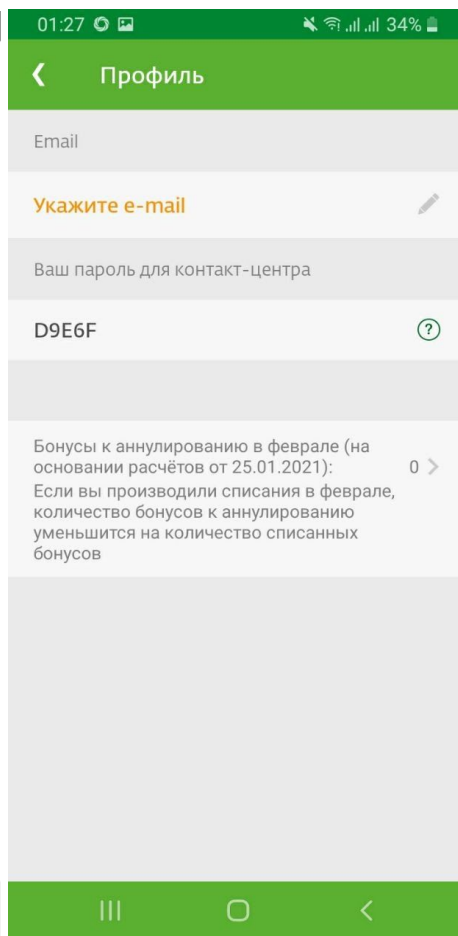 01:27 34%
Профиль
Email
Укажите e-mail
Ваш пароль для контакт-центра
D9E6F ?
Бонусы к аннулированию в феврале (на
основании расчётов от 25.01.2021): 0
Если вы производили списания в феврале,
количество бонусов к аннулированию
уменьшится на количество списанных
бонусов